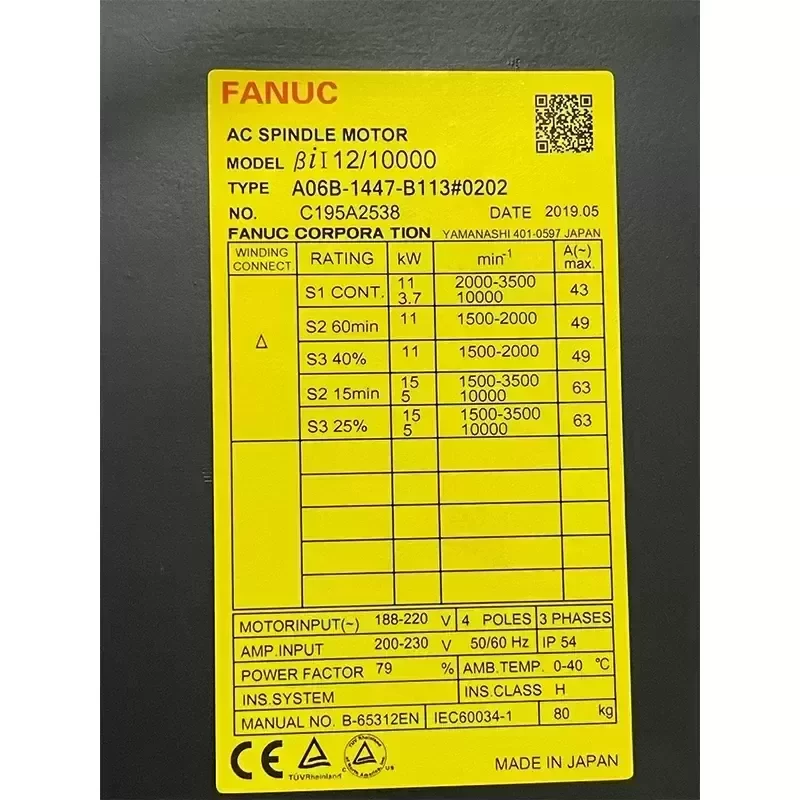 FANUC
AC SPINDLE MOTOR
MODEL βiI 12/10000
TYPE A06B-1447-B113#0202
NO. C195A2538 DATE 2019.05
FANUC CORPORA TION YAMANASHI 401-0597 JAPAN
WINDING CONNECT. RATING kW min-1 A(~) max.
△
S1 CONT. 11 2000-3500 43
3.7 10000
S2 60min 11 1500-2000 49
S3 40% 11 1500-2000 49
S2 15min 15 1500-3500 63
5 10000
S3 25% 15 1500-3500 63
5 10000
MOTORINPUT(~) 188-220 V 4 POLES 3 PHASES
AMP.INPUT 200-230 V 50/60 Hz IP 54
POWER FACTOR 79 % AMB.TEMP. 0-40 ℃
INS.SYSTEM INS.CLASS H
MANUAL NO. B-65312EN IEC60034-1 80 kg
CE TÜVRheinland C US
MADE IN JAPAN